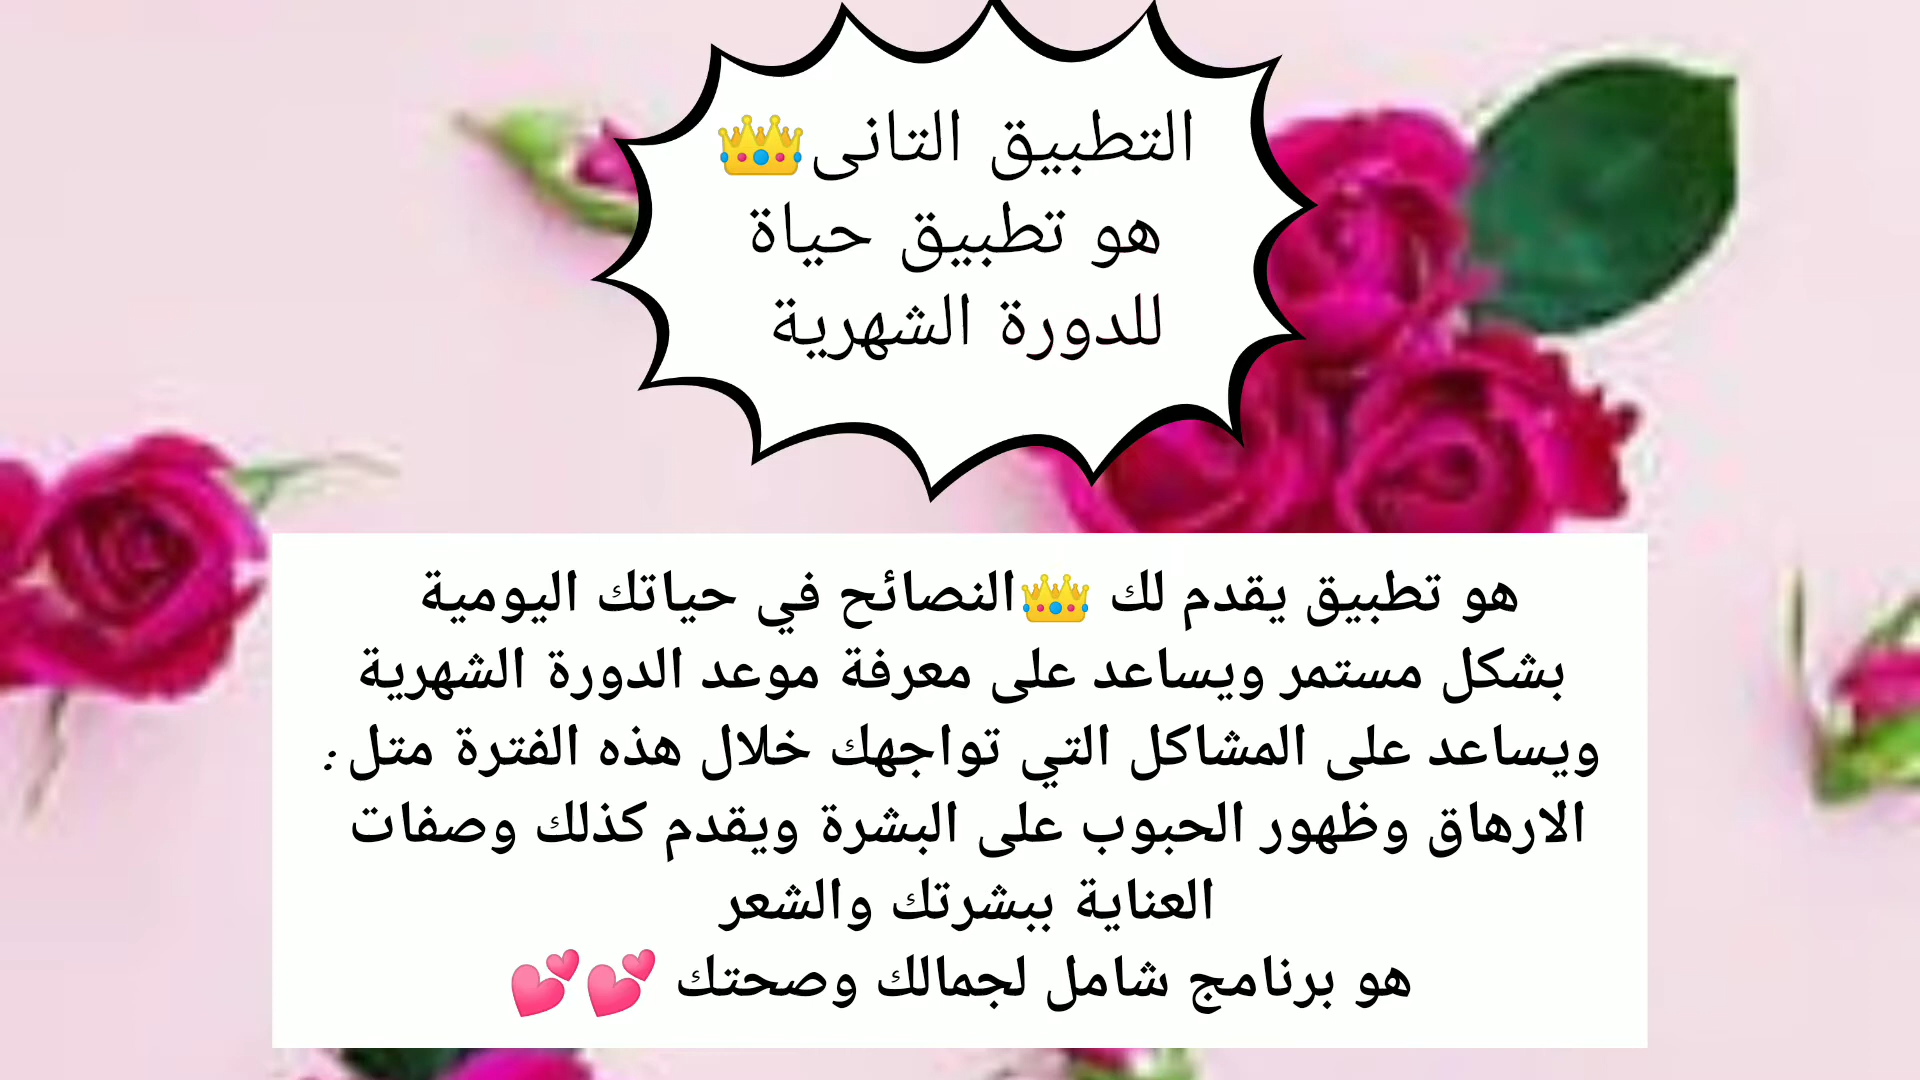 التطبيق التانى👑
هو تطبيق حياة
للدورة الشهرية
هو تطبيق يقدم لك 👑النصائح في حياتك اليومية
بشكل مستمر ويساعد على معرفة موعد الدورة الشهرية
ويساعد على المشاكل التي تواجهك خلال هذه الفترة متل :
الارهاق وظهور الحبوب على البشرة ويقدم كذلك وصفات
العناية ببشرتك والشعر
هو برنامج شامل لجمالك وصحتك 💕💕